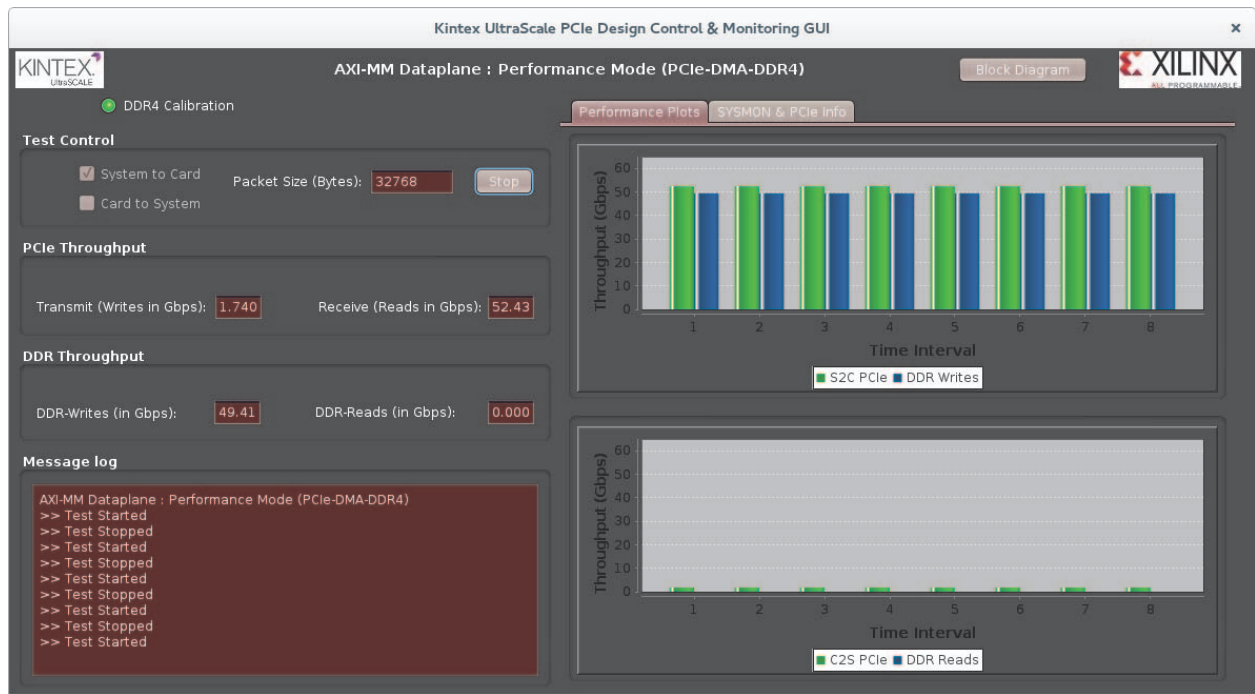 Kintex UltraScale PCIe Design Control & Monitoring GUI
×
KINTEX
UltraSCALE
AXI-MM Dataplane : Performance Mode (PCIe-DMA-DDR4)
Block Diagram
XILINX
ALL PROGRAMMABLE
DDR4 Calibration
Test Control
System to Card
Packet Size (Bytes): 32768
Stop
Card to System
PCIe Throughput
Transmit (Writes in Gbps): 1.740
Receive (Reads in Gbps): 52.43
DDR Throughput
DDR-Writes (in Gbps): 49.41
DDR-Reads (in Gbps): 0.000
Message log
AXI-MM Dataplane : Performance Mode (PCIe-DMA-DDR4)
>> Test Started
>> Test Stopped
>> Test Started
>> Test Stopped
>> Test Started
>> Test Stopped
>> Test Started
>> Test Stopped
>> Test Started
Performance Plots
SYSMON & PCIe Info
Throughput (Gbps)
60
50
40
30
20
10
0
1 2 3 4 5 6 7 8
Time Interval
S2C PCIe DDR Writes
Throughput (Gbps)
60
50
40
30
20
10
0
1 2 3 4 5 6 7 8
Time Interval
C2S PCIe DDR Reads